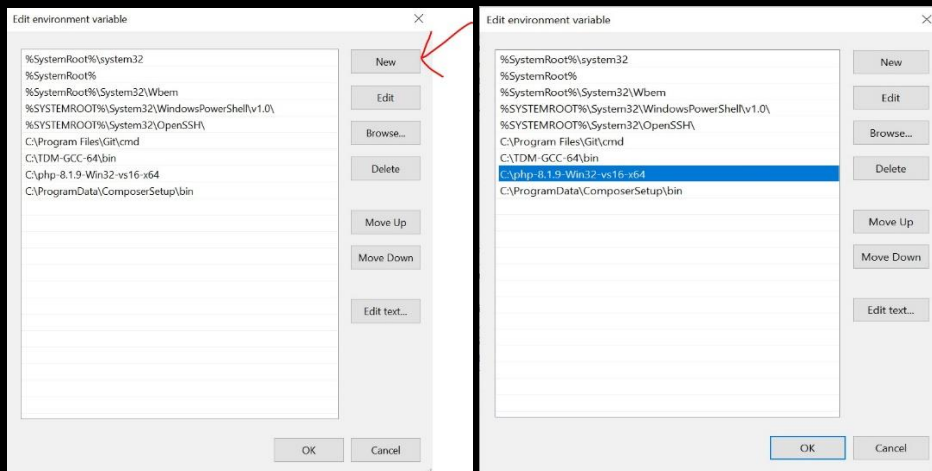 Edit environment variable
%SystemRoot%\system32
%SystemRoot%
%SystemRoot%\System32\Wbem
%SYSTEMROOT%\System32\WindowsPowerShell\v1.0\
%SYSTEMROOT%\System32\OpenSSH\
C:\Program Files\Git\cmd
C:\TDM-GCC-64\bin
C:\php-8.1.9-Win32-vs16-x64
C:\ProgramData\ComposerSetup\bin
New
Edit
Browse...
Delete
Move Up
Move Down
Edit text...
OK
Cancel
Edit environment variable
%SystemRoot%\system32
%SystemRoot%
%SystemRoot%\System32\Wbem
%SYSTEMROOT%\System32\WindowsPowerShell\v1.0\
%SYSTEMROOT%\System32\OpenSSH\
C:\Program Files\Git\cmd
C:\TDM-GCC-64\bin
C:\php-8.1.9-Win32-vs16-x64
C:\ProgramData\ComposerSetup\bin
New
Edit
Browse...
Delete
Move Up
Move Down
Edit text...
OK
Cancel